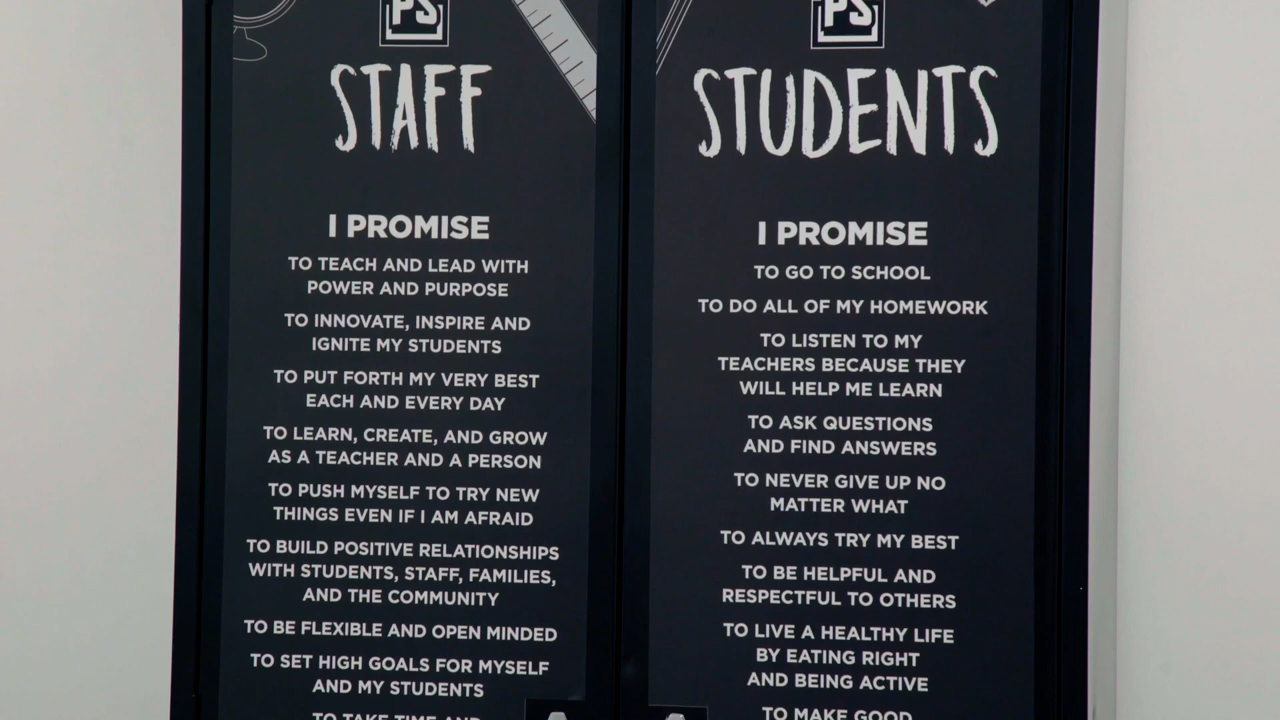 PS
STAFF
I PROMISE
TO TEACH AND LEAD WITH
POWER AND PURPOSE
TO INNOVATE, INSPIRE AND
IGNITE MY STUDENTS
TO PUT FORTH MY VERY BEST
EACH AND EVERY DAY
TO LEARN, CREATE, AND GROW
AS A TEACHER AND A PERSON
TO PUSH MYSELF TO TRY NEW
THINGS EVEN IF I AM AFRAID
TO BUILD POSITIVE RELATIONSHIPS
WITH STUDENTS, STAFF, FAMILIES,
AND THE COMMUNITY
TO BE FLEXIBLE AND OPEN MINDED
TO SET HIGH GOALS FOR MYSELF
AND MY STUDENTS
TO TAKE TIME AND
PS
STUDENTS
I PROMISE
TO GO TO SCHOOL
TO DO ALL OF MY HOMEWORK
TO LISTEN TO MY
TEACHERS BECAUSE THEY
WILL HELP ME LEARN
TO ASK QUESTIONS
AND FIND ANSWERS
TO NEVER GIVE UP NO
MATTER WHAT
TO ALWAYS TRY MY BEST
TO BE HELPFUL AND
RESPECTFUL TO OTHERS
TO LIVE A HEALTHY LIFE
BY EATING RIGHT
AND BEING ACTIVE
TO MAKE GOOD